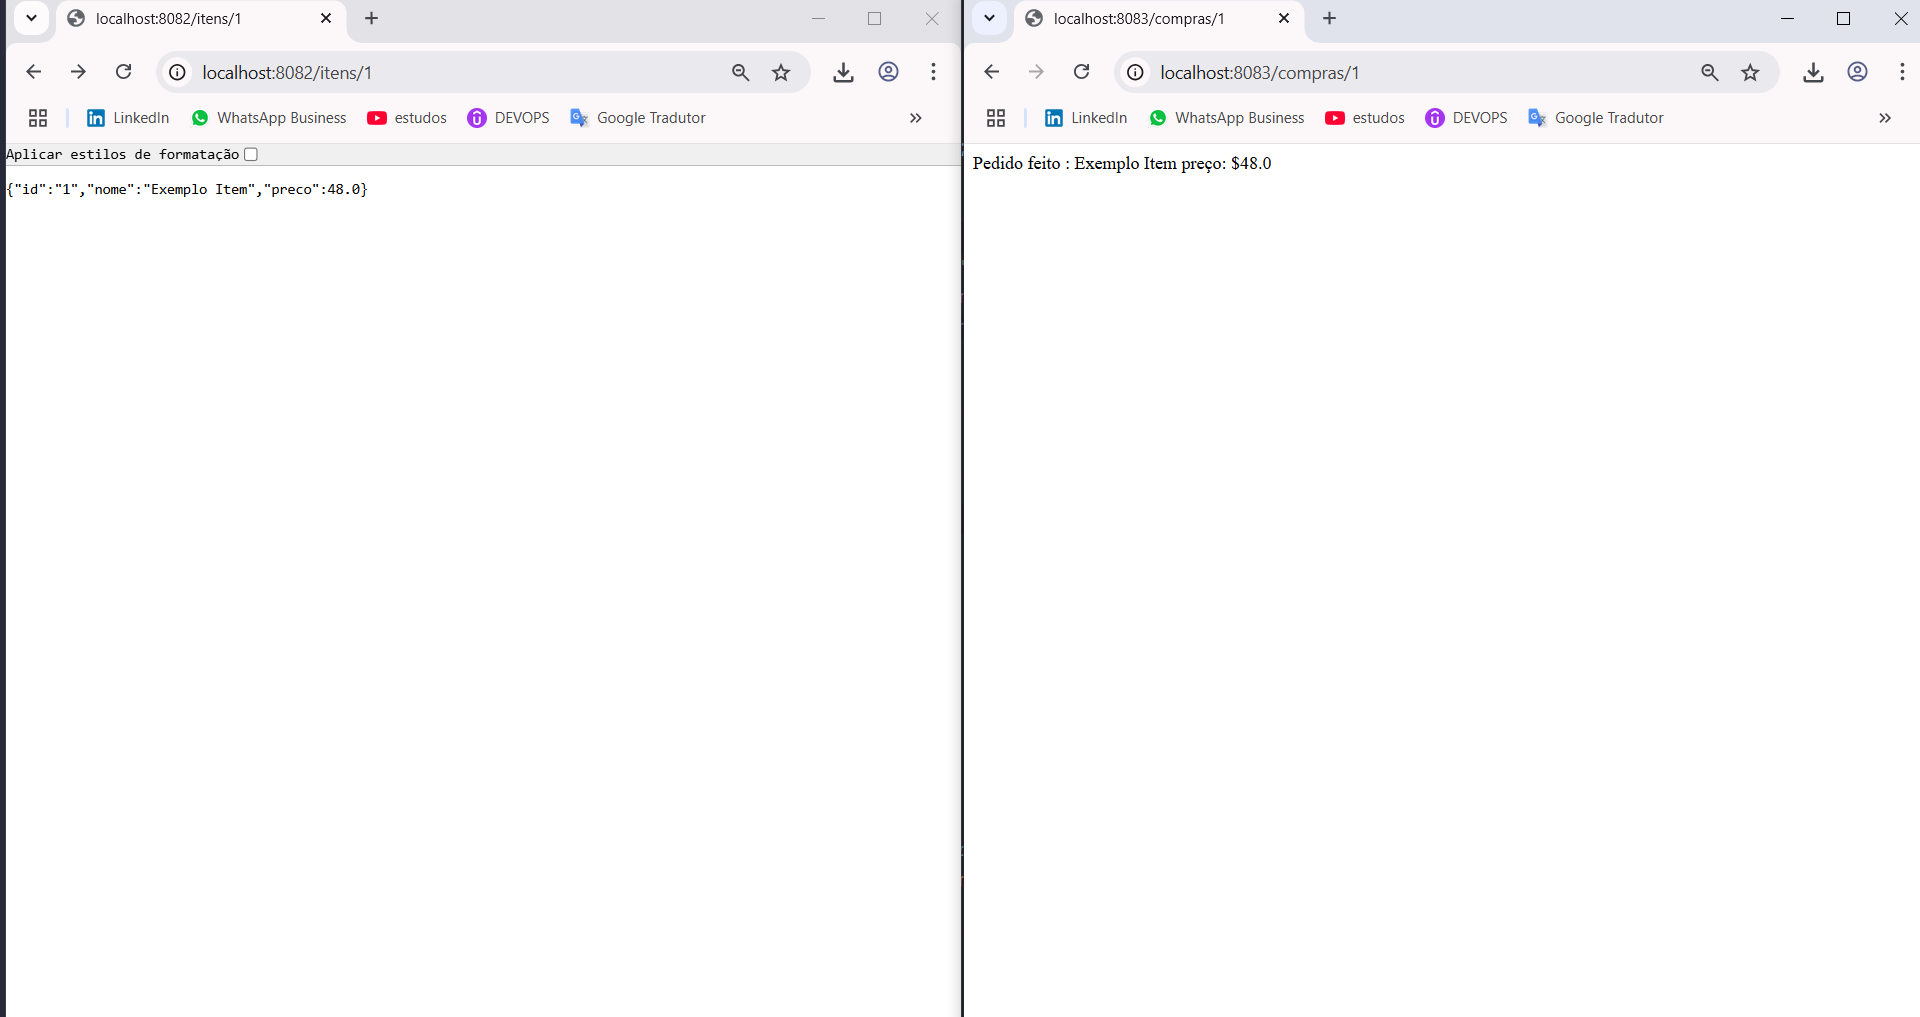 localhost:8082/itens/1
localhost:8082/itens/1
LinkedIn WhatsApp Business estudos DEVOPS Google Tradutor
Aplicar estilos de formatação
{"id":"1","nome":"Exemplo Item","preco":48.0}
localhost:8083/compras/1
localhost:8083/compras/1
LinkedIn WhatsApp Business estudos DEVOPS Google Tradutor
Pedido feito : Exemplo Item preço: $48.0